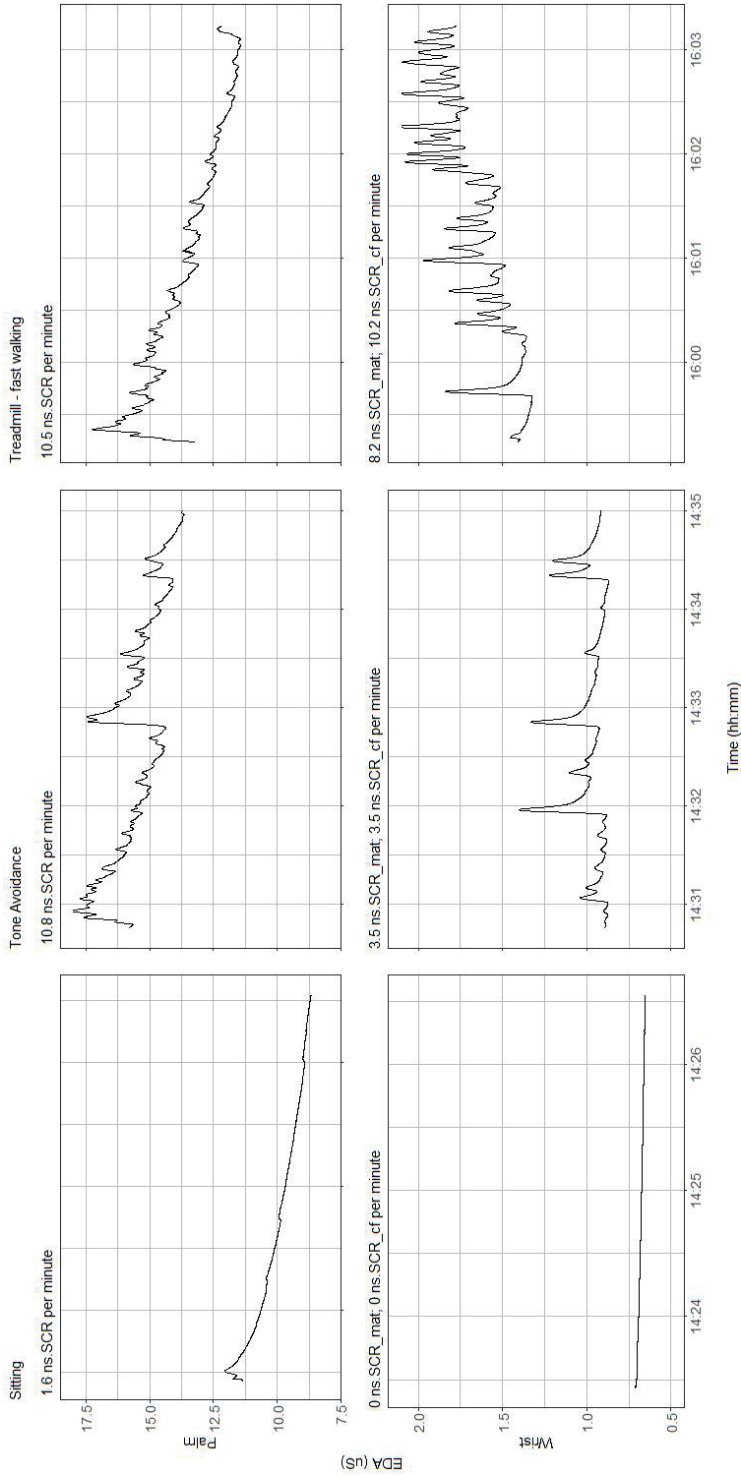 Sitting
Tone Avoidance
Treadmill - fast walking
1.6 ns.SCR per minute
10.8 ns.SCR per minute
10.5 ns.SCR per minute
17.5
15.0
12.5
10.0
7.5
Palm
0 ns.SCR_mat; 0 ns.SCR_cf per minute
3.5 ns.SCR_mat; 3.5 ns.SCR_cf per minute
8.2 ns.SCR_mat; 10.2 ns.SCR_cf per minute
2.0
1.5
1.0
0.5
Wrist
EDA (uS)
14:24 14:25 14:26
14:31 14:32 14:33 14:34 14:35
16:00 16:01 16:02 16:03
Time (hh:mm)